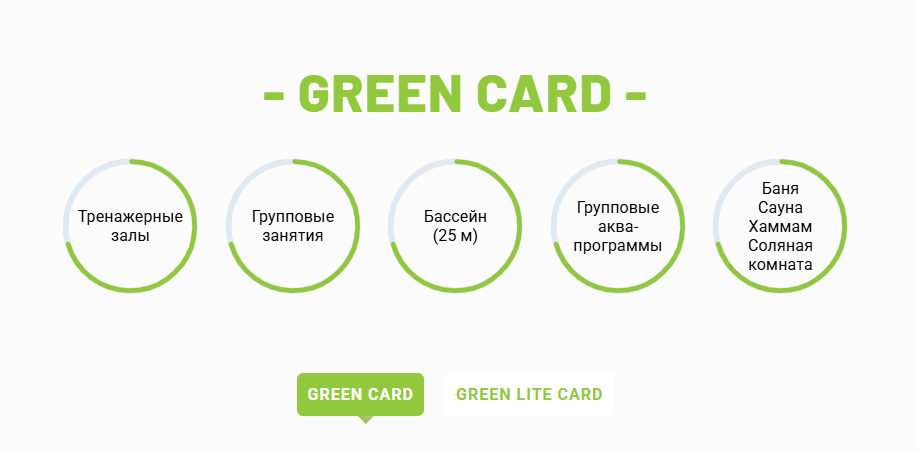 - GREEN CARD -
Тренажерные
залы
Групповые
занятия
Бассейн
(25 м)
Групповые
аква-
программы
Баня
Сауна
Хаммам
Соляная
комната
GREEN CARD
GREEN LITE CARD